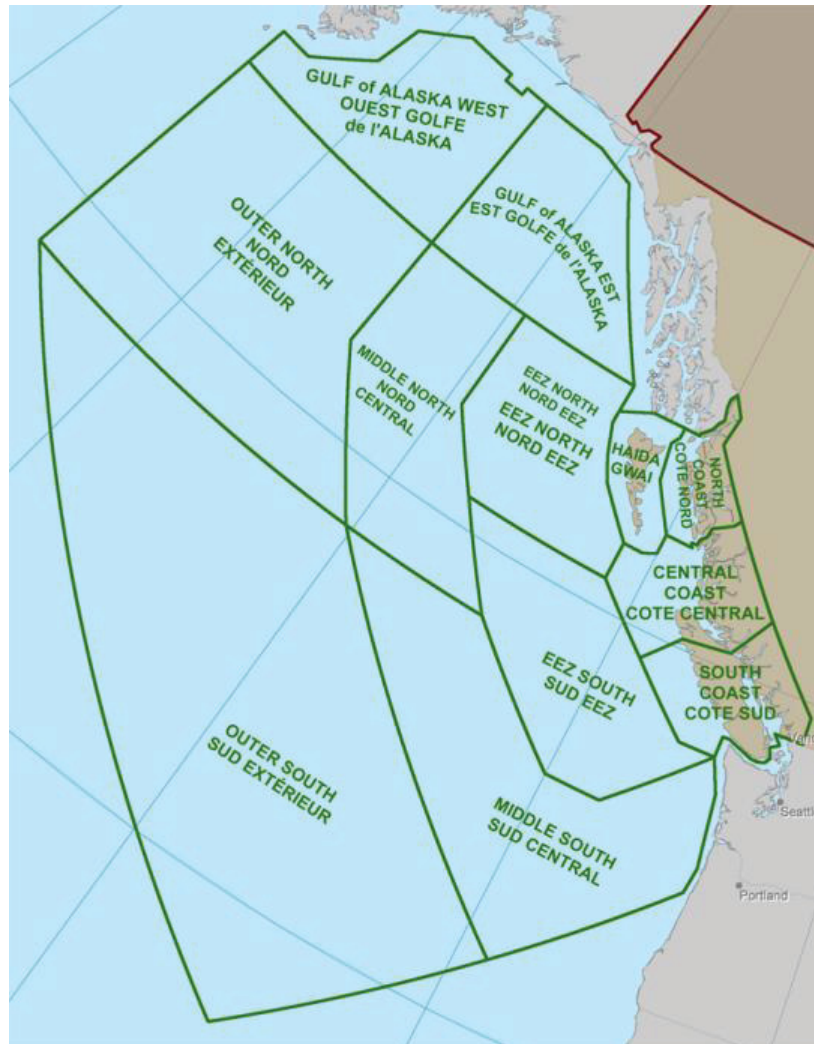 GULF of ALASKA WEST
OUEST GOLFE
de l'ALASKA
GULF of ALASKA EST
EST GOLFE de l'ALASKA
OUTER NORTH
NORD
EXTÉRIEUR
MIDDLE NORTH
NORD
CENTRAL
EEZ NORTH
NORD EEZ
EEZ NORTH
NORD EEZ
HAIDA
GWAI
NORTH
COAST
COTE NORD
CENTRAL
COAST
COTE CENTRAL
EEZ SOUTH
SUD EEZ
SOUTH
COAST
COTE SUD
OUTER SOUTH
SUD EXTÉRIEUR
MIDDLE SOUTH
SUD CENTRAL
Portland